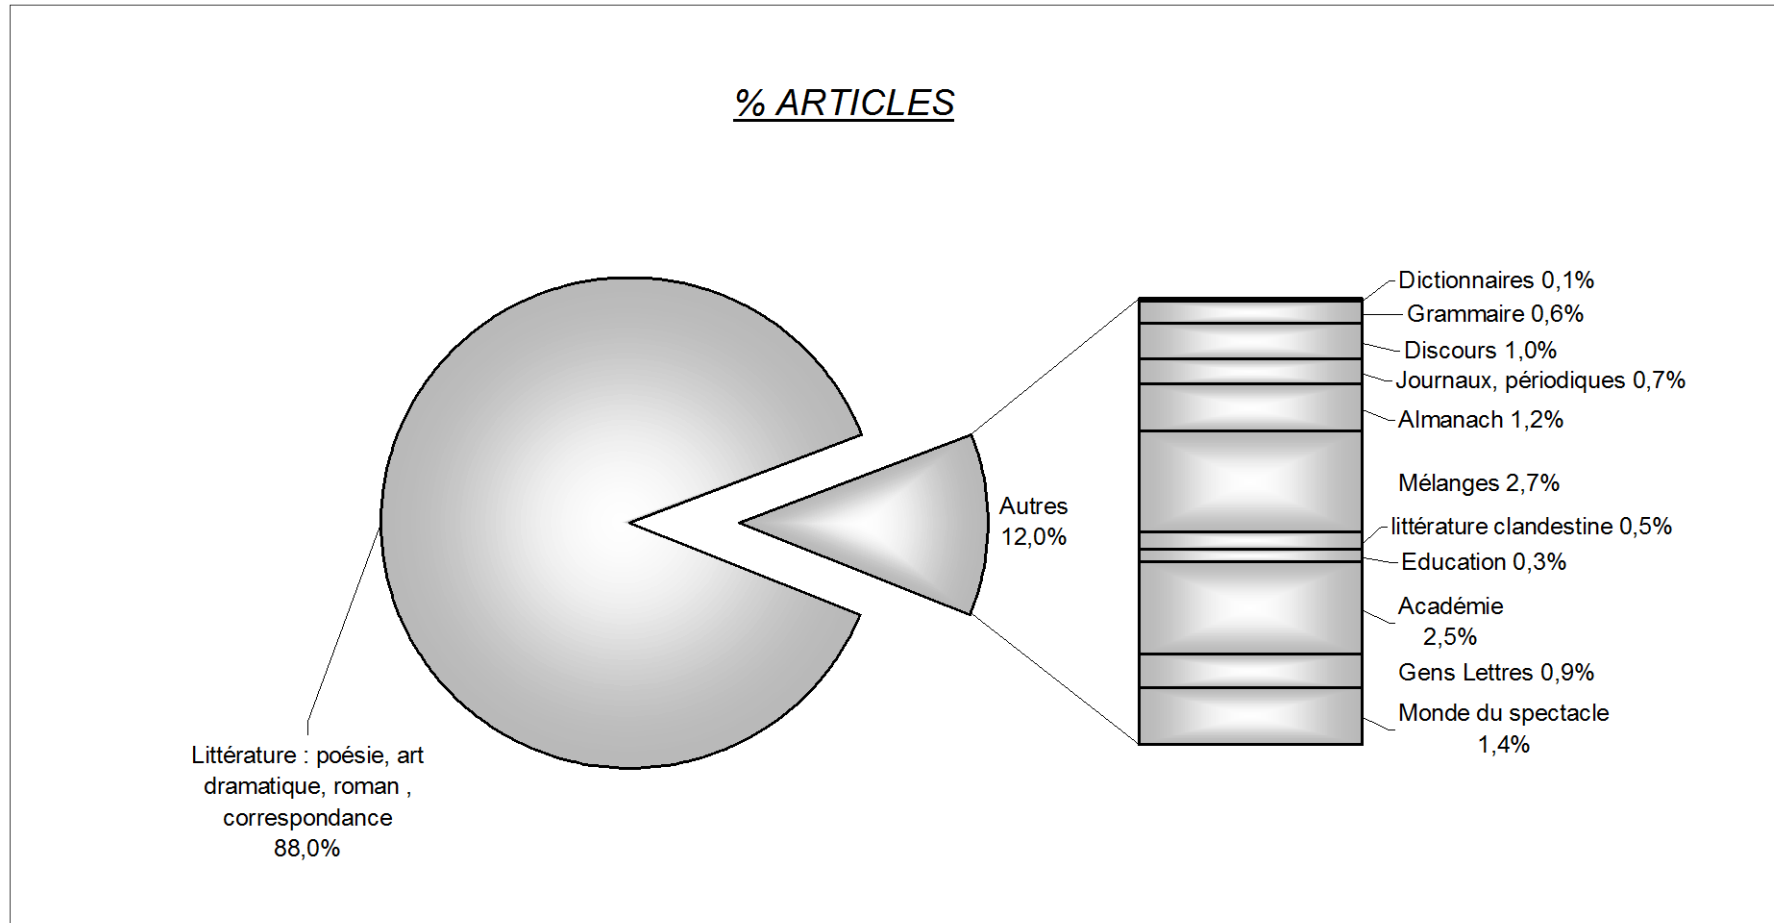 % ARTICLES
Littérature : poésie, art
dramatique, roman ,
correspondance
88,0%
Autres
12,0%
Dictionnaires 0,1%
Grammaire 0,6%
Discours 1,0%
Journaux, périodiques 0,7%
Almanach 1,2%
Mélanges 2,7%
littérature clandestine 0,5%
Education 0,3%
Académie
2,5%
Gens Lettres 0,9%
Monde du spectacle
1,4%